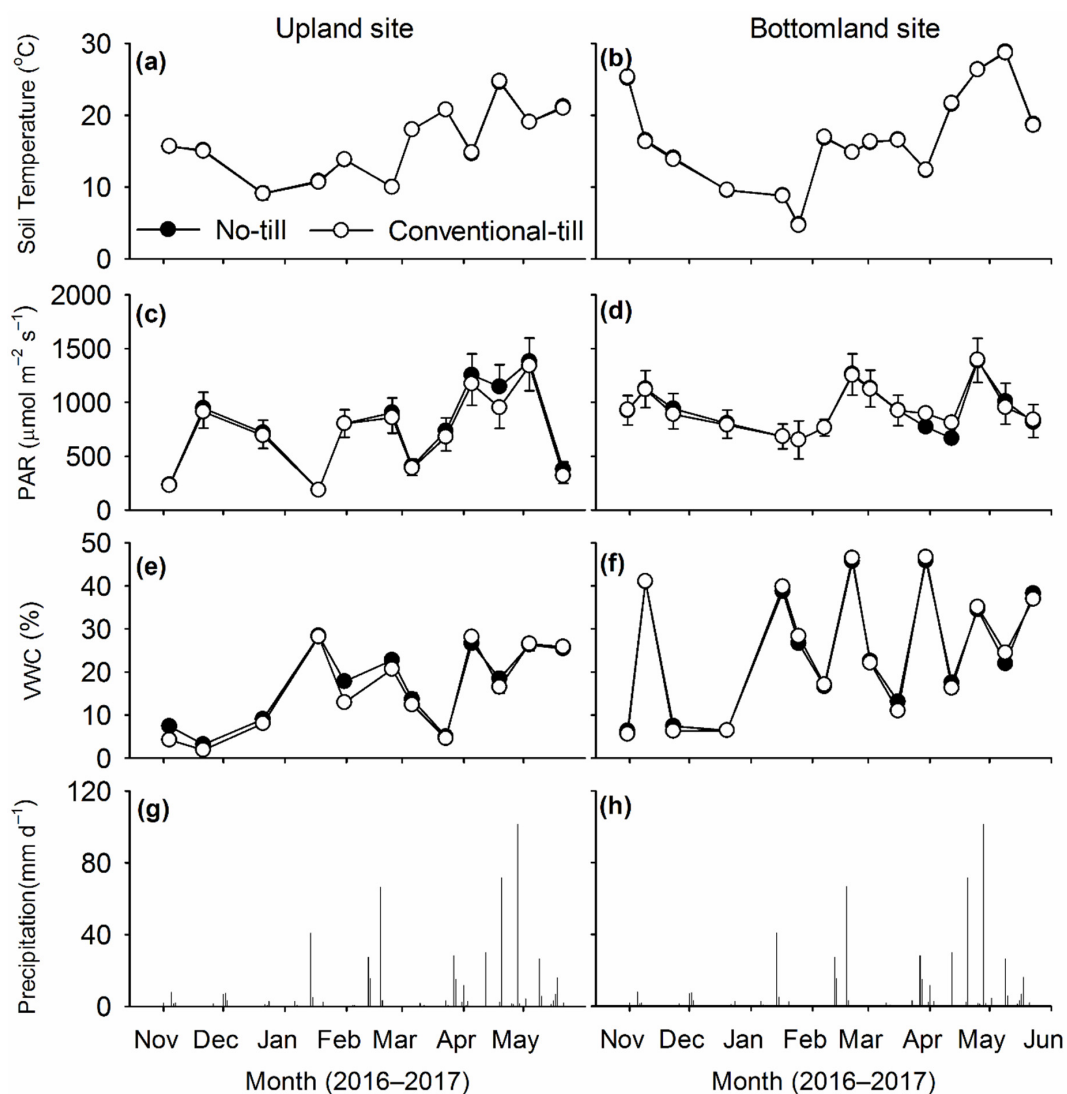 Upland site
Bottomland site
Soil Temperature (°C)
30
20
10
0
(a)
(b)
No-till
Conventional-till
PAR (μmol m−2 s−1)
2000
1500
1000
500
0
(c)
(d)
VWC (%)
50
40
30
20
10
0
(e)
(f)
Precipitation(mm d−1)
120
80
40
0
(g)
(h)
Nov Dec Jan Feb Mar Apr May
Nov Dec Jan Feb Mar Apr May Jun
Month (2016–2017)
Month (2016–2017)